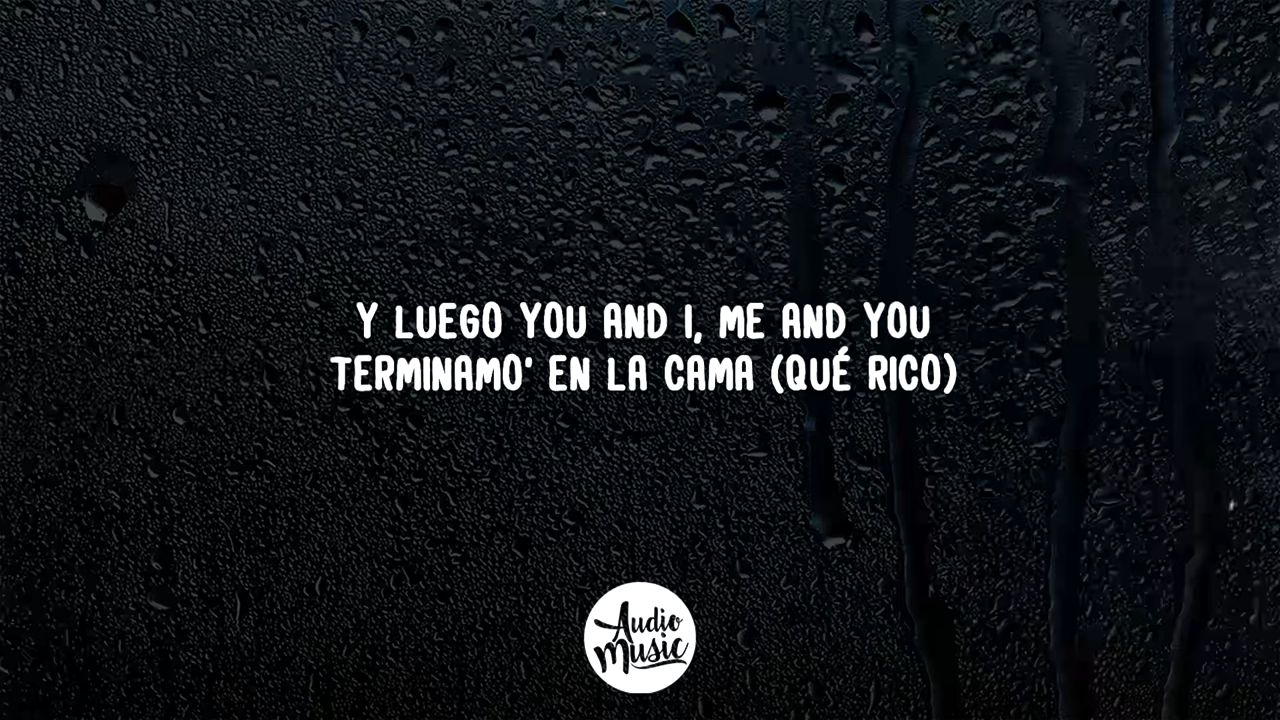 Y LUEGO YOU AND I, ME AND YOU
TERMINAMO' EN LA CAMA (QUÉ RICO)
Audio
Music